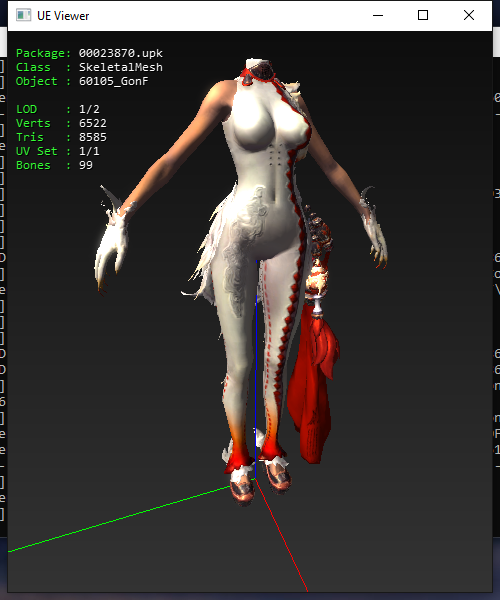 UE Viewer
Package: 00023870.upk
Class  : SkeletalMesh
Object : 60105_GonF
LOD    : 1/2
Verts  : 6522
Tris   : 8585
UV Set : 1/1
Bones  : 99